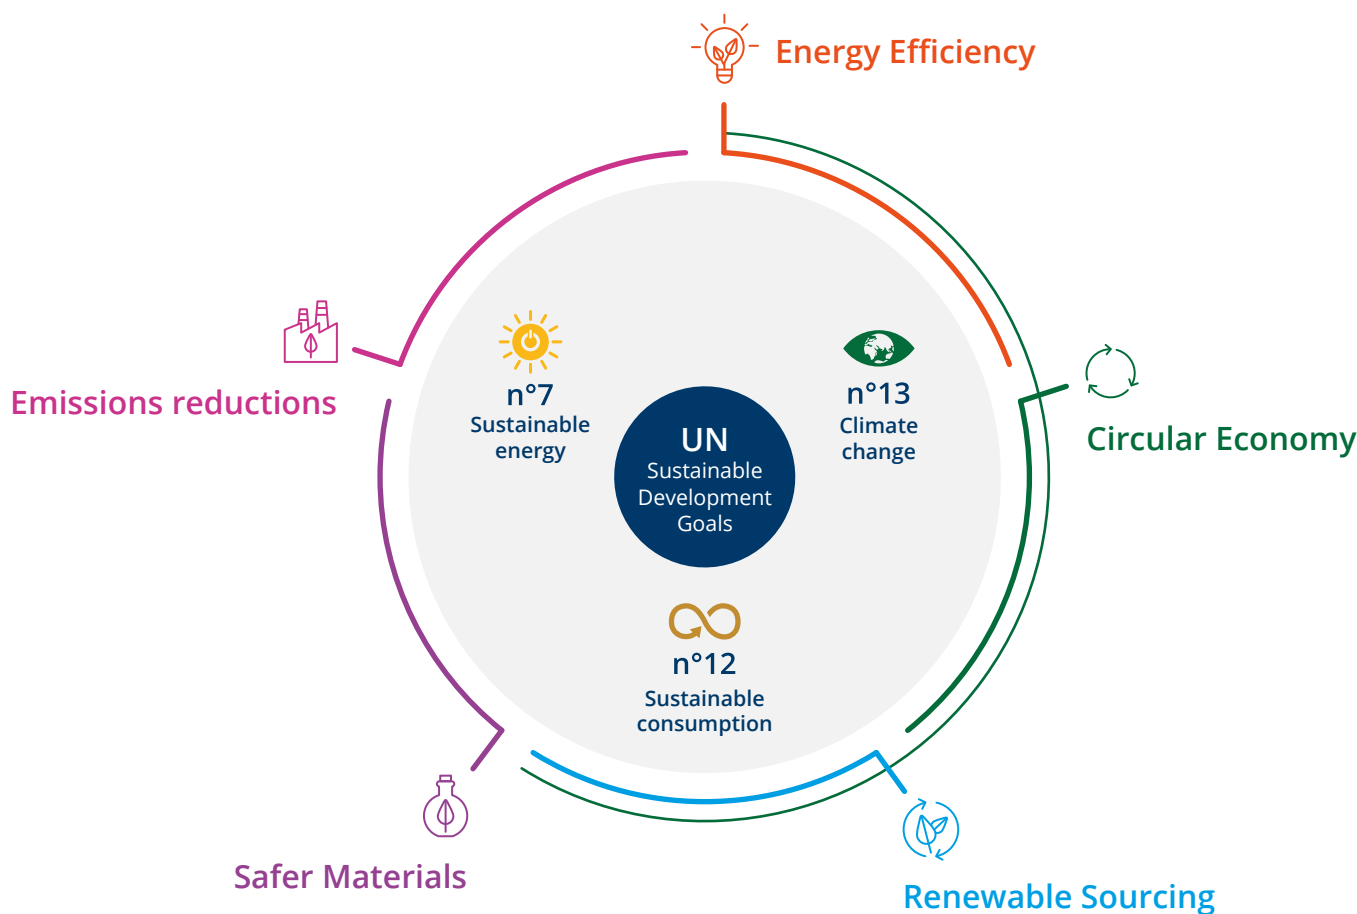 Energy Efficiency
Emissions reductions
n°7
Sustainable
energy
n°13
Climate
change
UN
Sustainable
Development
Goals
Circular Economy
n°12
Sustainable
consumption
Safer Materials
Renewable Sourcing